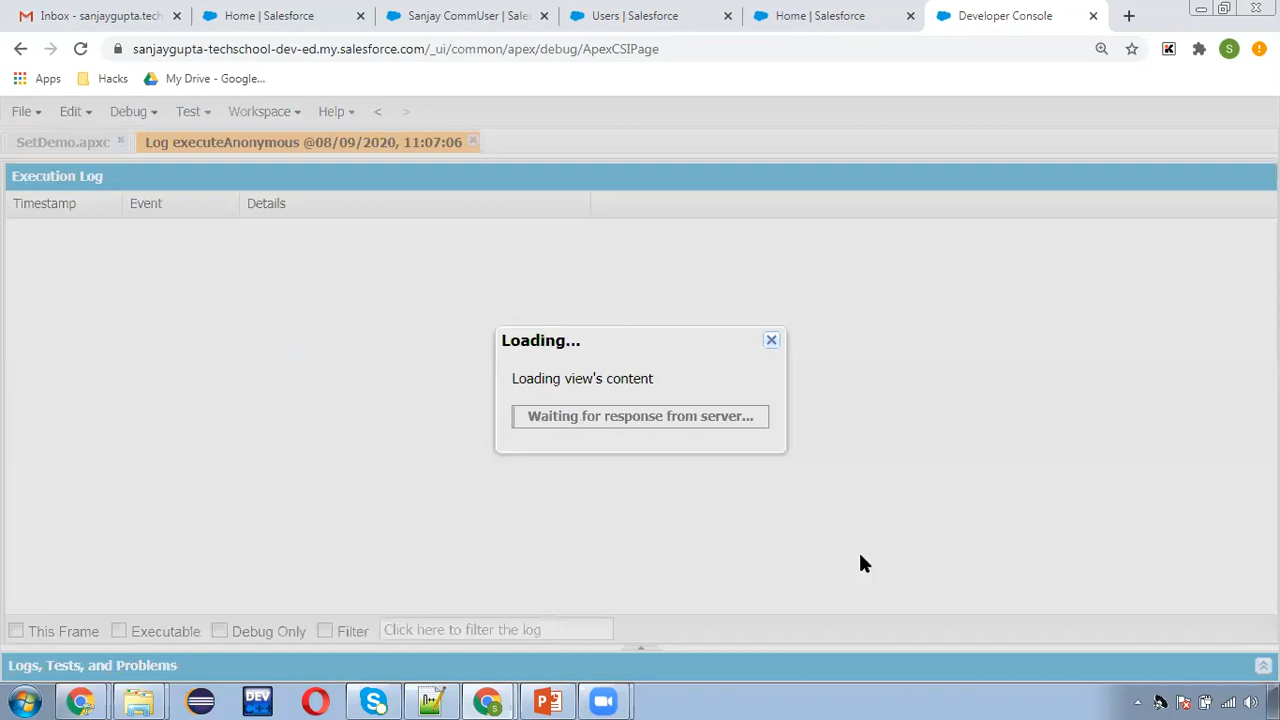 Inbox - sanjaygupta.tech
Home | Salesforce
Sanjay CommUser | Sale
Users | Salesforce
Home | Salesforce
Developer Console
sanjaygupta-techschool-dev-ed.my.salesforce.com/_ui/common/apex/debug/ApexCSIPage
S
Apps
Hacks
My Drive - Google...
File
Edit
Debug
Test
Workspace
Help
<
>
SetDemo.apxc
Log executeAnonymous @08/09/2020, 11:07:06
Execution Log
Timestamp
Event
Details
Loading...
Loading view's content
Waiting for response from server...
This Frame
Executable
Debug Only
Filter
Click here to filter the log
Logs, Tests, and Problems
DEV